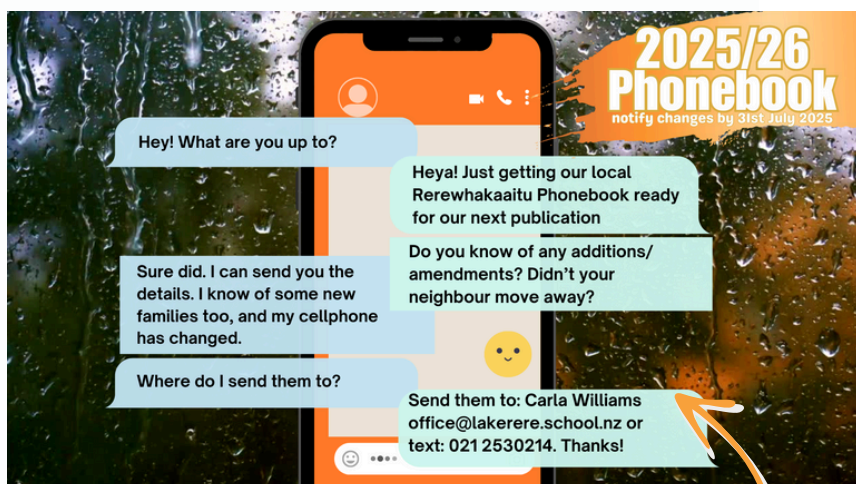 2025/26
Phonebook
notify changes by 31st July 2025
Hey! What are you up to?
Heya! Just getting our local
Rerewhakaaitu Phonebook ready
for our next publication
Do you know of any additions/
amendments? Didn’t your
neighbour move away?
Sure did. I can send you the
details. I know of some new
families too, and my cellphone
has changed.
Where do I send them to?
Send them to: Carla Williams
office@lakerere.school.nz or
text: 021 2530214. Thanks!